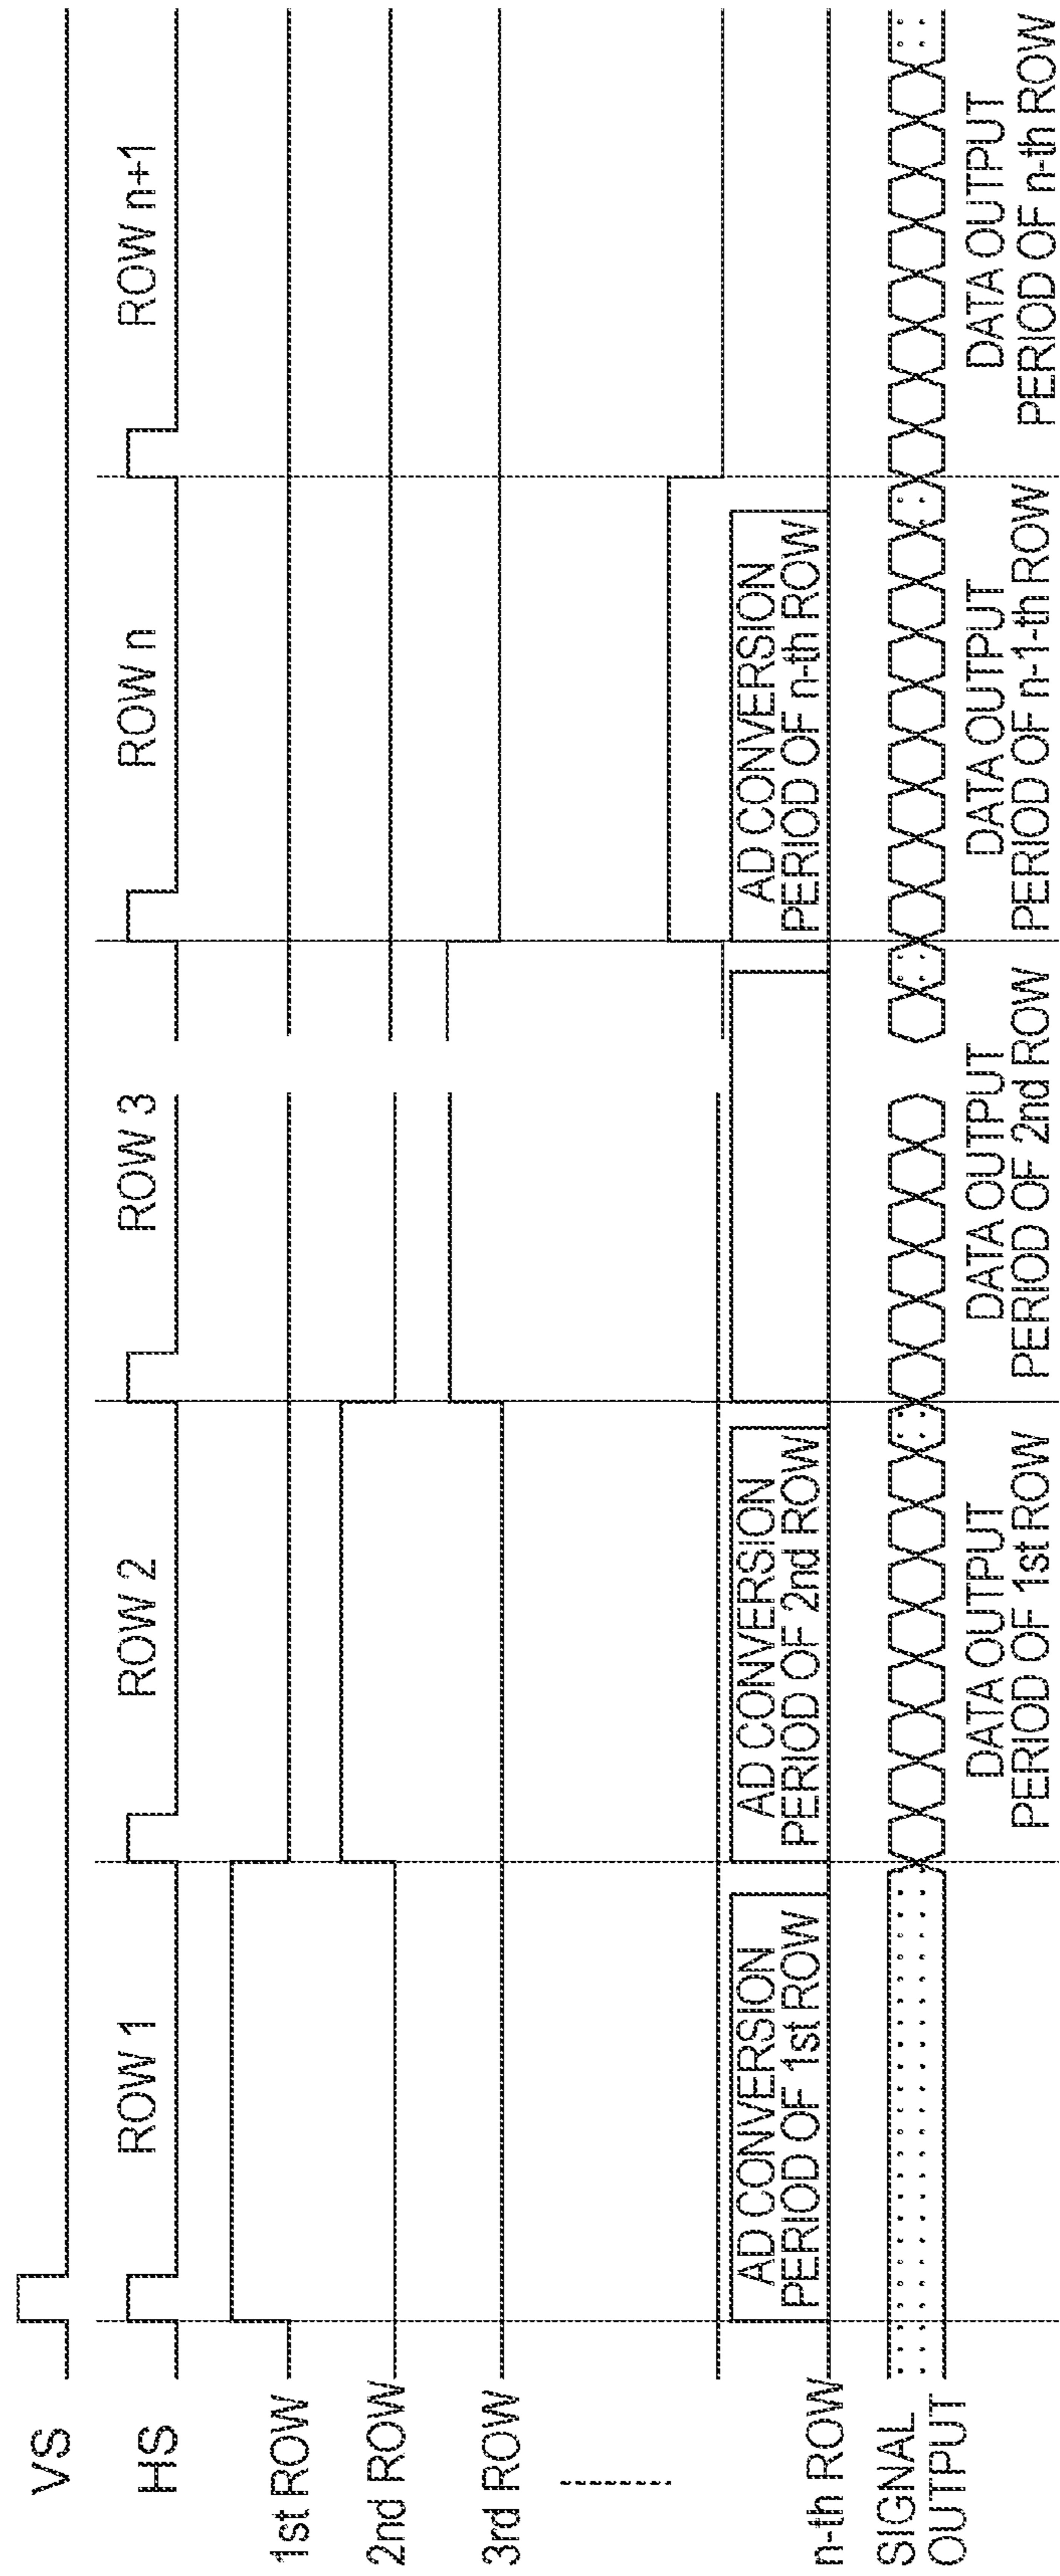 VS
HS
ROW 1
ROW 2
ROW 3
ROW n
ROW n+1
1st ROW
2nd ROW
3rd ROW
n-th ROW
AD CONVERSION
PERIOD OF 1st ROW
AD CONVERSION
PERIOD OF 2nd ROW
AD CONVERSION
PERIOD OF n-th ROW
SIGNAL
OUTPUT
DATA OUTPUT
PERIOD OF 1st ROW
DATA OUTPUT
PERIOD OF 2nd ROW
DATA OUTPUT
PERIOD OF n-1-th ROW
DATA OUTPUT
PERIOD OF n-th ROW